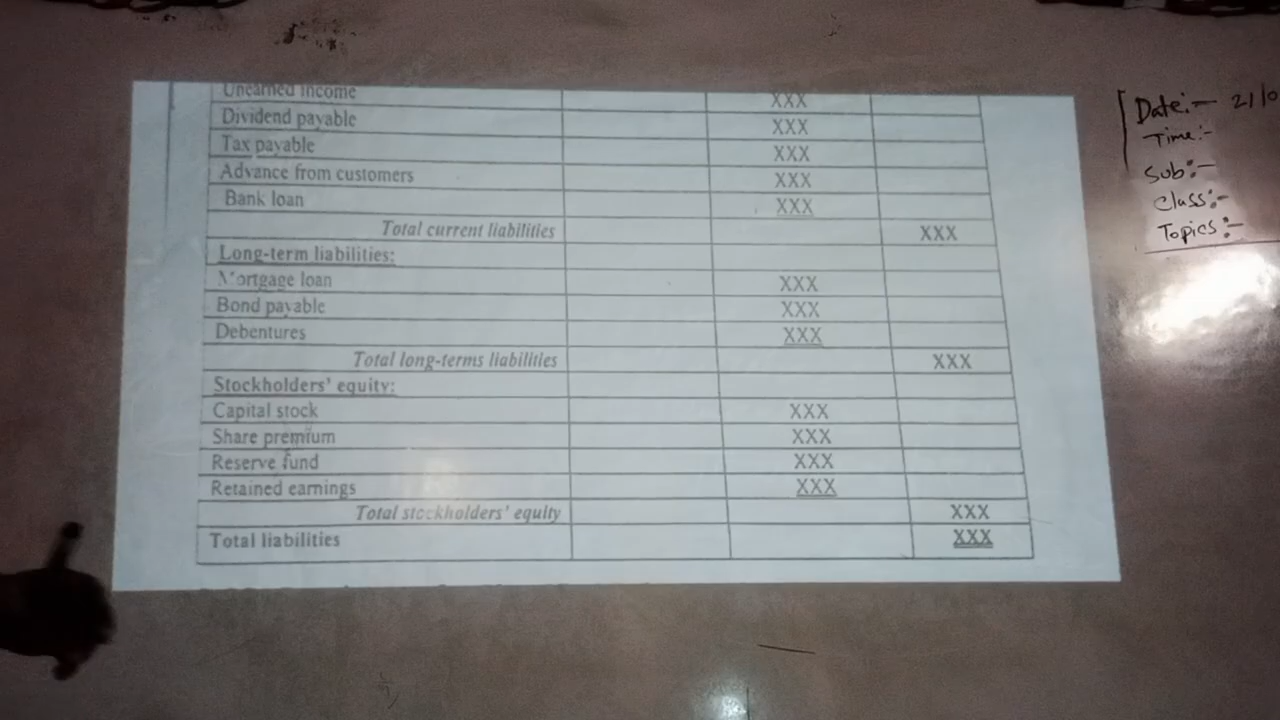 Unearned income XXX
Dividend payable XXX
Tax payable XXX
Advance from customers XXX
Bank loan XXX
Total current liabilities XXX
Long-term liabilities:
Mortgage loan XXX
Bond payable XXX
Debentures XXX
Total long-terms liabilities XXX
Stockholders' equity:
Capital stock XXX
Share premium XXX
Reserve fund XXX
Retained earnings XXX
Total stockholders' equity XXX
Total liabilities XXX
Date:- 21/0
Time:-
Sub:-
Class:-
Topics:-